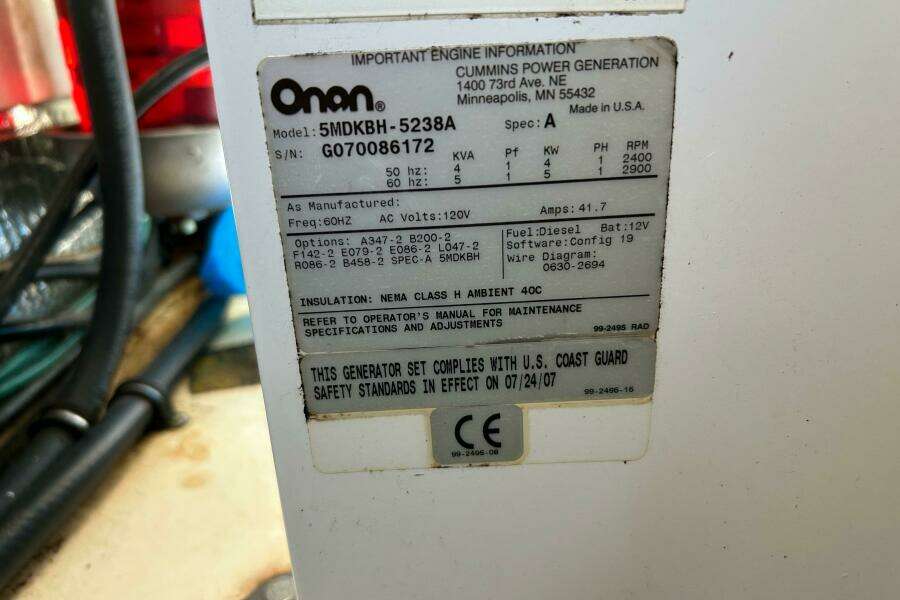 IMPORTANT ENGINE INFORMATION
Onan®
CUMMINS POWER GENERATION
1400 73rd Ave. NE
Minneapolis, MN 55432
Made in U.S.A.
Model: 5MDKBH-5238A Spec: A
S/N: G070086172
KVA Pf KW PH RPM
50 hz: 4 1 4 1 2400
60 hz: 5 1 5 1 2900
As Manufactured:
Freq:60HZ AC Volts:120V Amps: 41.7
Options: A347-2 B200-2
F142-2 E079-2 E086-2 L047-2
R086-2 B458-2 SPEC-A 5MDKBH
Fuel:Diesel Bat:12V
Software:Config 19
Wire Diagram:
0630-2694
INSULATION: NEMA CLASS H AMBIENT 40C
REFER TO OPERATOR'S MANUAL FOR MAINTENANCE
SPECIFICATIONS AND ADJUSTMENTS
99-2495 RAD
THIS GENERATOR SET COMPLIES WITH U.S. COAST GUARD
SAFETY STANDARDS IN EFFECT ON 07/24/07
99-2495-16
CE
99-2495-08